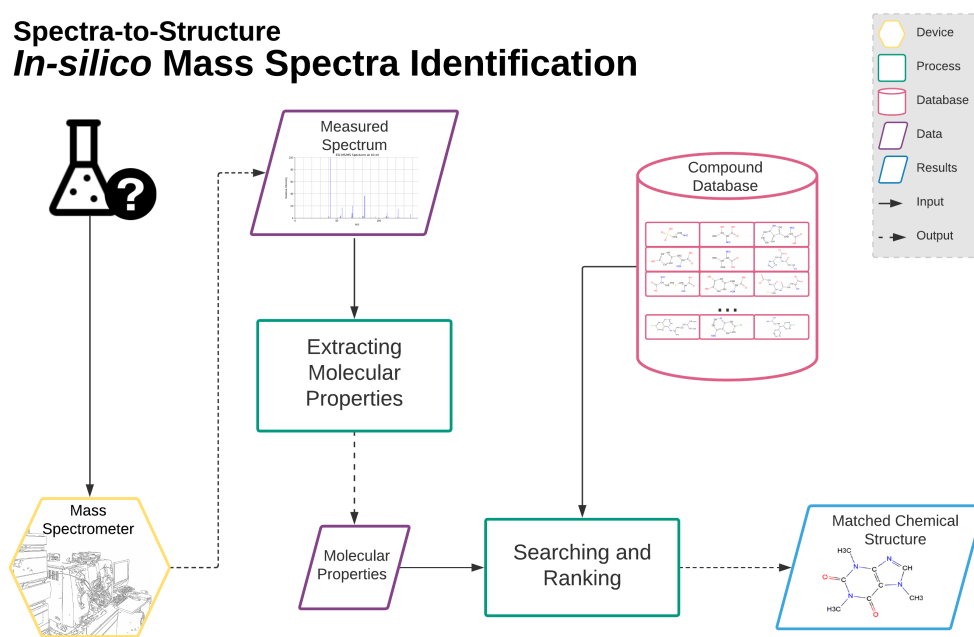 Spectra-to-Structure
In-silico Mass Spectra Identification
Device
Process
Database
Data
Results
Input
Output
?
Measured
Spectrum
Compound
Database
...
Extracting
Molecular
Properties
Mass
Spectrometer
Molecular
Properties
Searching and
Ranking
Matched Chemical
Structure
H3C
N
N
CH
O
N
CH3
N
H3C
O